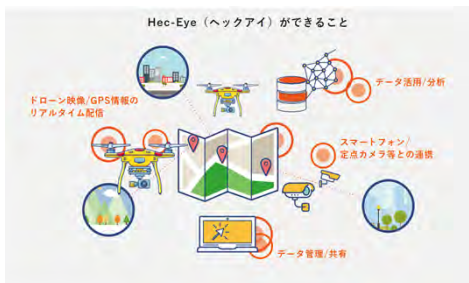 Hec-Eye（ヘックアイ）ができること
データ活用/分析
ドローン映像/GPS情報の
リアルタイム配信
スマートフォン/
定点カメラ等との連携
データ管理/共有